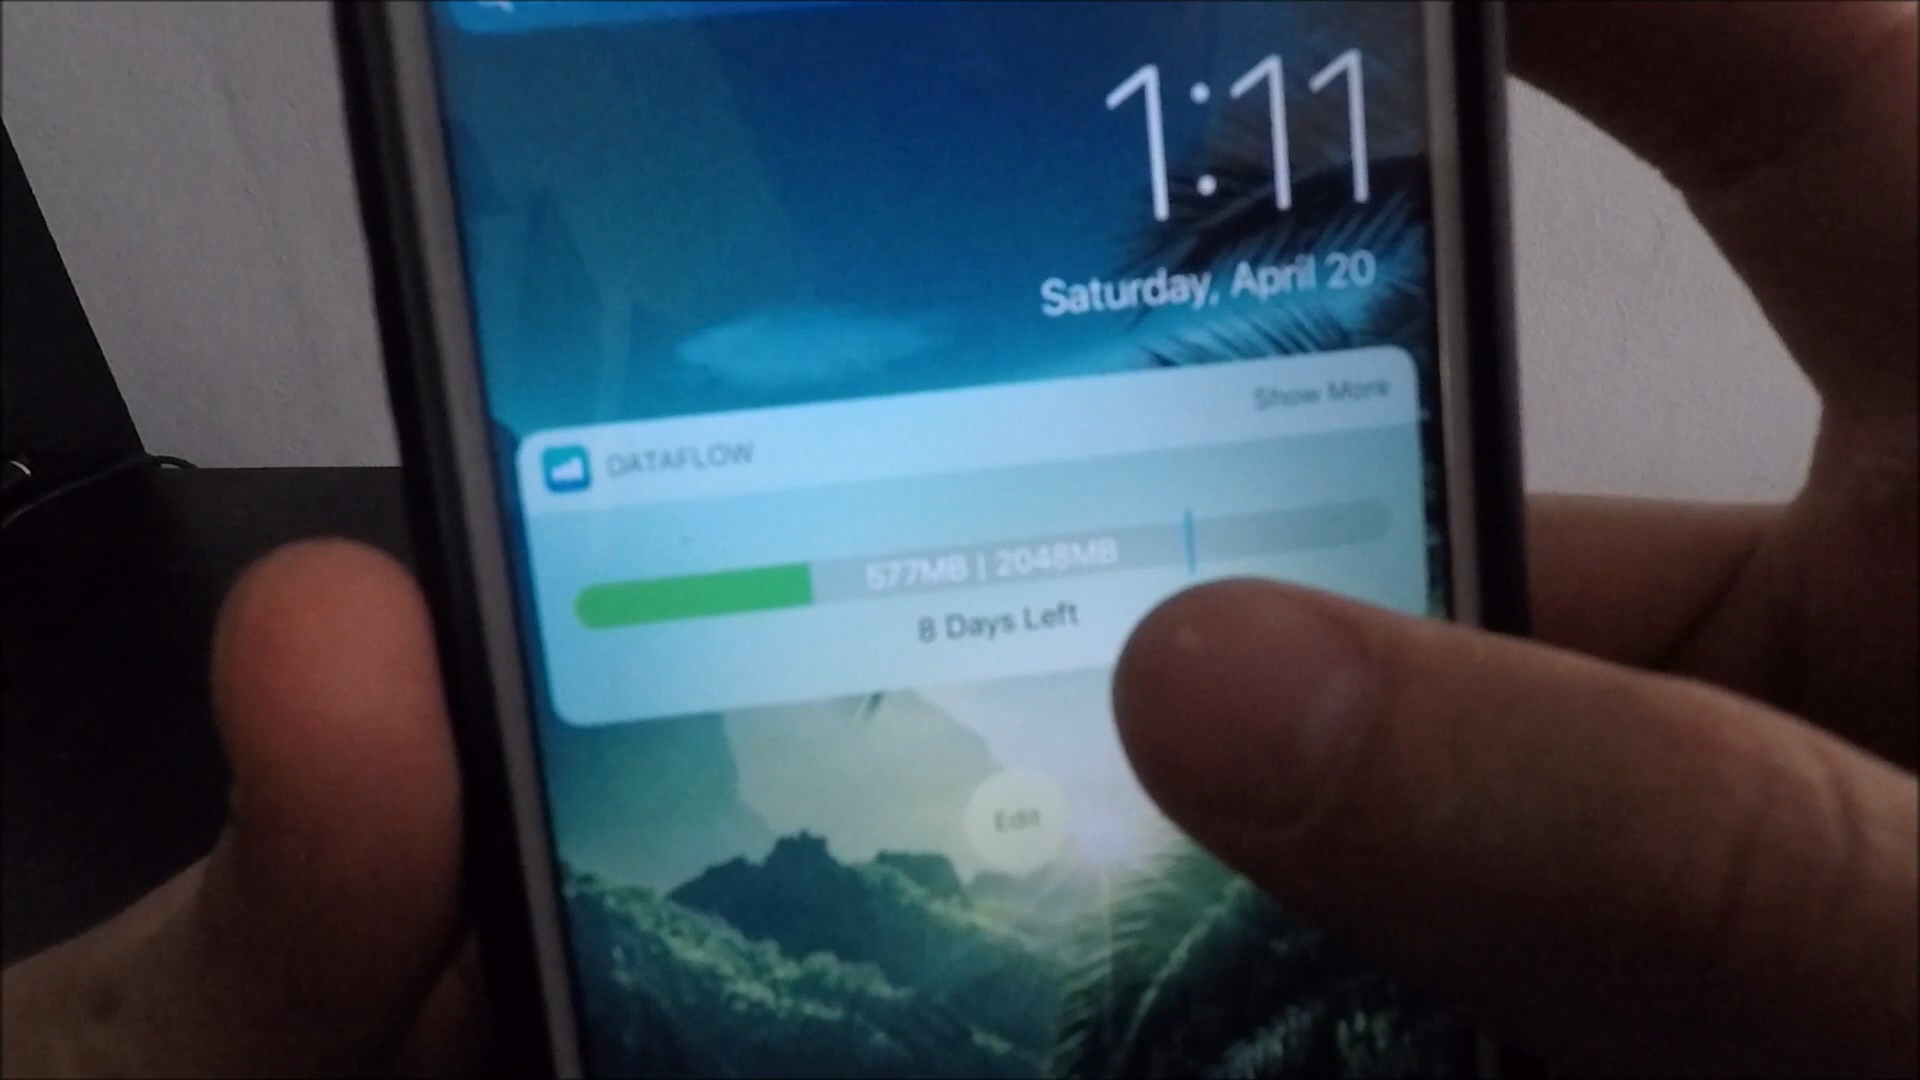 1:11
Saturday, April 20
DATAFLOW
Show More
577MB | 2048MB
8 Days Left
Edit